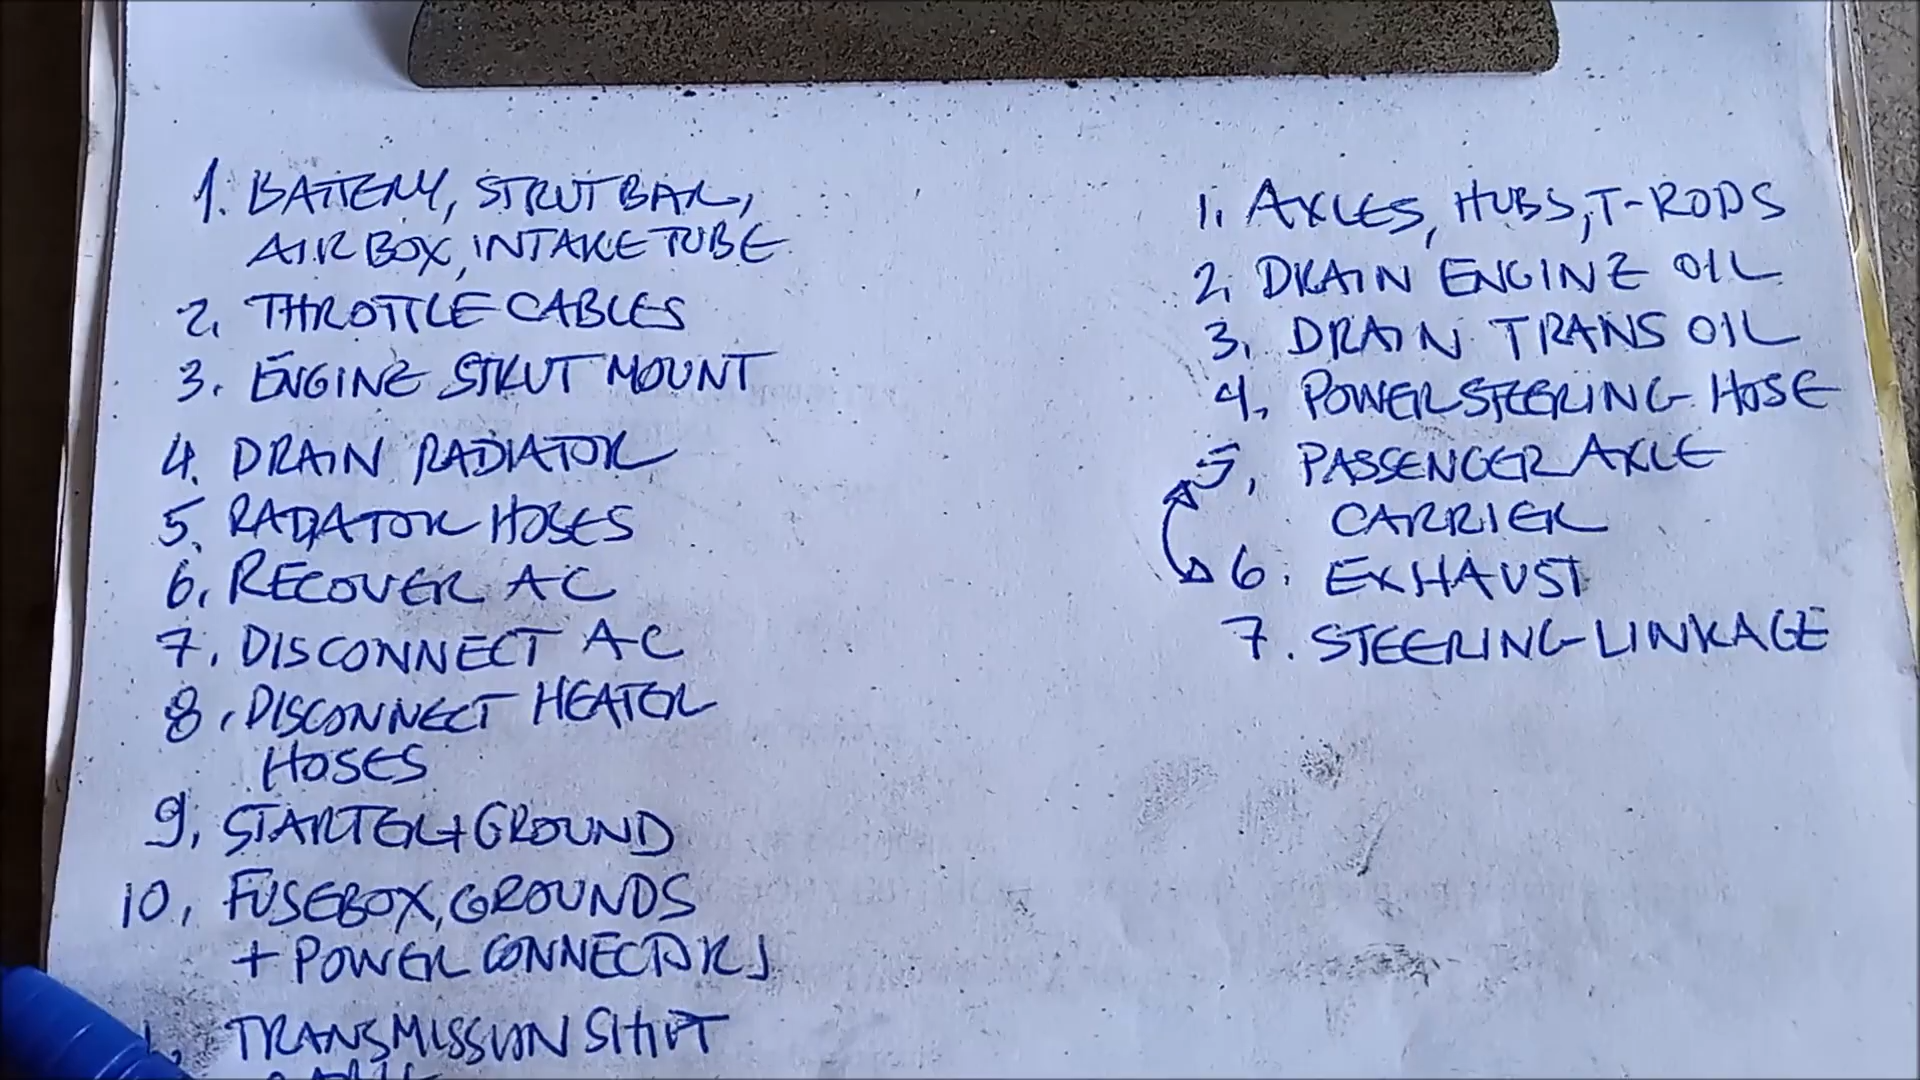 1. BATTERY, STRUT BAR,
AIR BOX, INTAKE TUBE
2. THROTTLE CABLES
3. ENGINE STRUT MOUNT
4. DRAIN RADIATOR
5. RADIATOR HOSES
6. RECOVER AC
7. DISCONNECT AC
8. DISCONNECT HEATER
HOSES
9. STARTER + GROUND
10. FUSEBOX, GROUNDS
+ POWER CONNECTORS
TRANSMISSION SHIFT
1. AXLES, HUBS, T-RODS
2. DRAIN ENGINE OIL
3. DRAIN TRANS OIL
4. POWER STEERING HOSE
5. PASSENGER AXLE
CARRIER
6. EXHAUST
7. STEERING LINKAGE